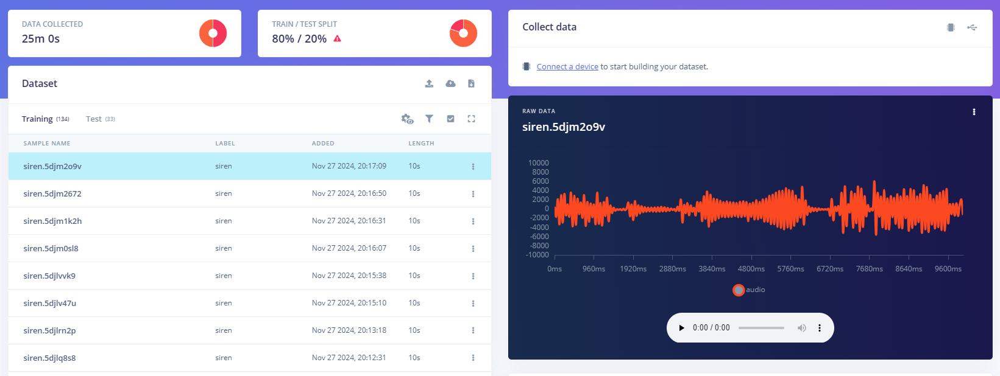 DATA COLLECTED
25m 0s
TRAIN / TEST SPLIT
80% / 20%
Dataset
Training (134)
Test (33)
SAMPLE NAME LABEL ADDED LENGTH
siren.5djm2o9v siren Nov 27 2024, 20:17:09 10s
siren.5djm2672 siren Nov 27 2024, 20:16:50 10s
siren.5djm1k2h siren Nov 27 2024, 20:16:31 10s
siren.5djm0sl8 siren Nov 27 2024, 20:16:07 10s
siren.5djlvvk9 siren Nov 27 2024, 20:15:38 10s
siren.5djlv47u siren Nov 27 2024, 20:15:10 10s
siren.5djlrn2p siren Nov 27 2024, 20:13:18 10s
siren.5djlq8s8 siren Nov 27 2024, 20:12:31 10s
Collect data
Connect a device to start building your dataset.
RAW DATA
siren.5djm2o9v
10000
8000
6000
4000
2000
0
-2000
-4000
-6000
-8000
-10000
0ms 960ms 1920ms 2880ms 3840ms 4800ms 5760ms 6720ms 7680ms 8640ms 9600ms
audio
0:00 / 0:00